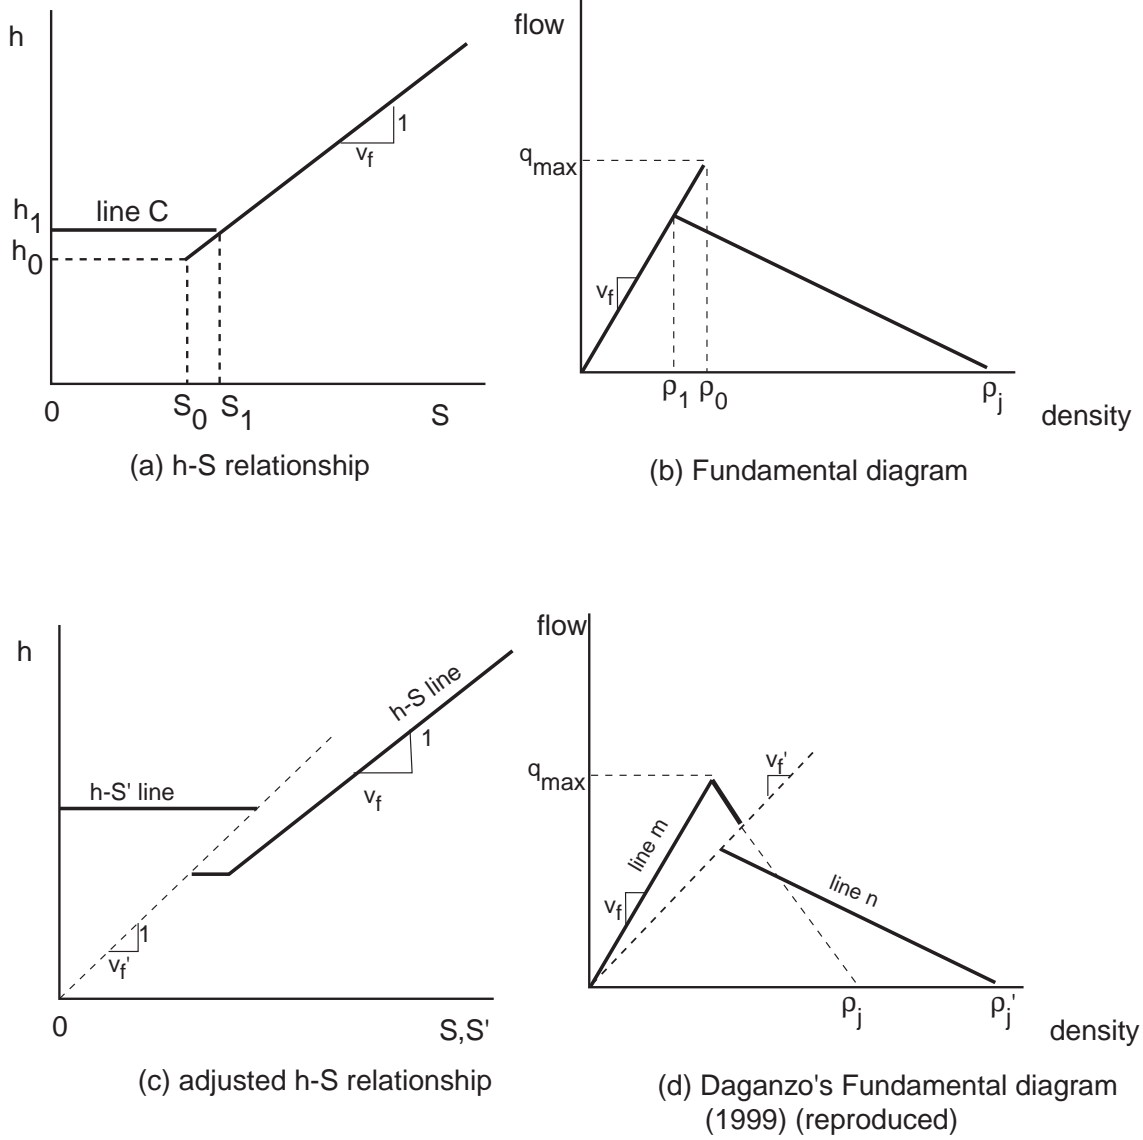 h
line C
h1
h0
vf
1
0
S0
S1
S
(a) h-S relationship
flow
qmax
vf
ρ1
ρ0
ρj
density
(b) Fundamental diagram
h
h-S line
h-S' line
1
vf
1
vf'
0
S,S'
(c) adjusted h-S relationship
flow
qmax
vf'
line m
line n
vf
ρj
ρj'
density
(d) Daganzo's Fundamental diagram
(1999) (reproduced)